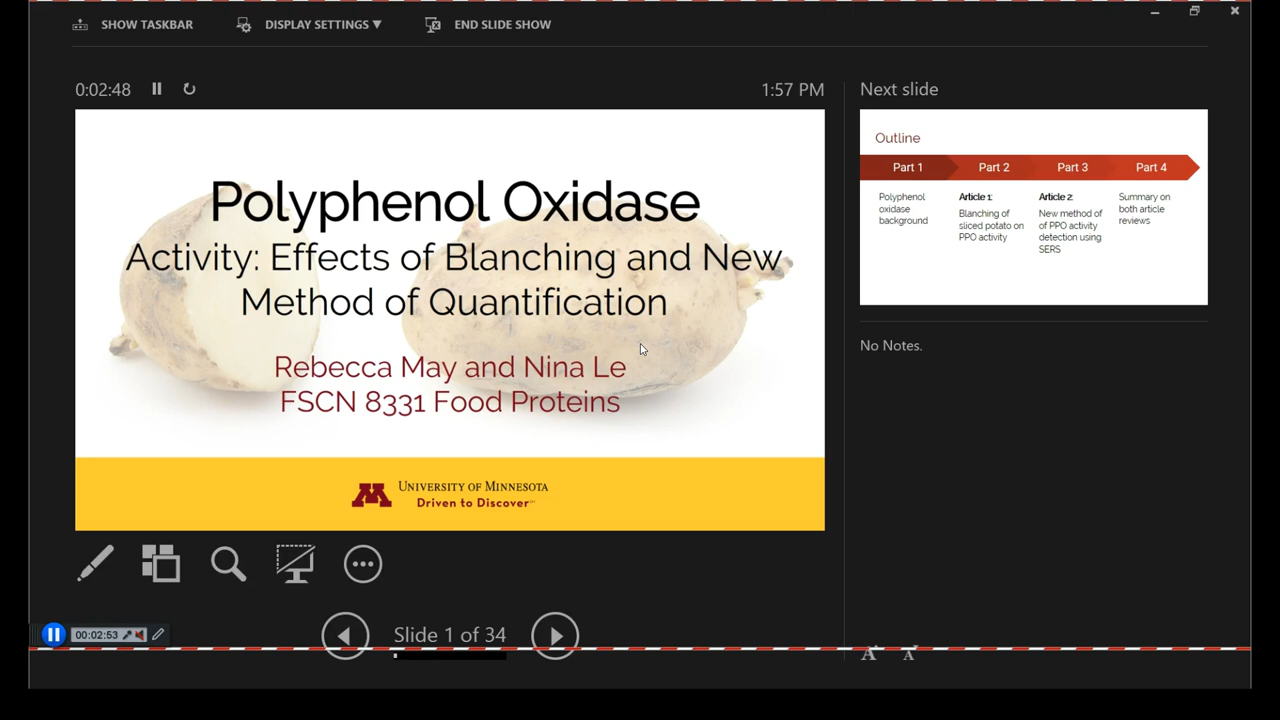 SHOW TASKBAR
DISPLAY SETTINGS ▼
END SLIDE SHOW
0:02:48
1:57 PM
Polyphenol Oxidase
Activity: Effects of Blanching and New
Method of Quantification
Rebecca May and Nina Le
FSCN 8331 Food Proteins
M
UNIVERSITY OF MINNESOTA
Driven to Discover℠
Next slide
Outline
Part 1
Part 2
Part 3
Part 4
Polyphenol
oxidase
background
Article 1:
Blanching of
sliced potato on
PPO activity
Article 2:
New method of
of PPO activity
detection using
SERS
Summary on
both article
reviews
No Notes.
00:02:53
Slide 1 of 34
A
A